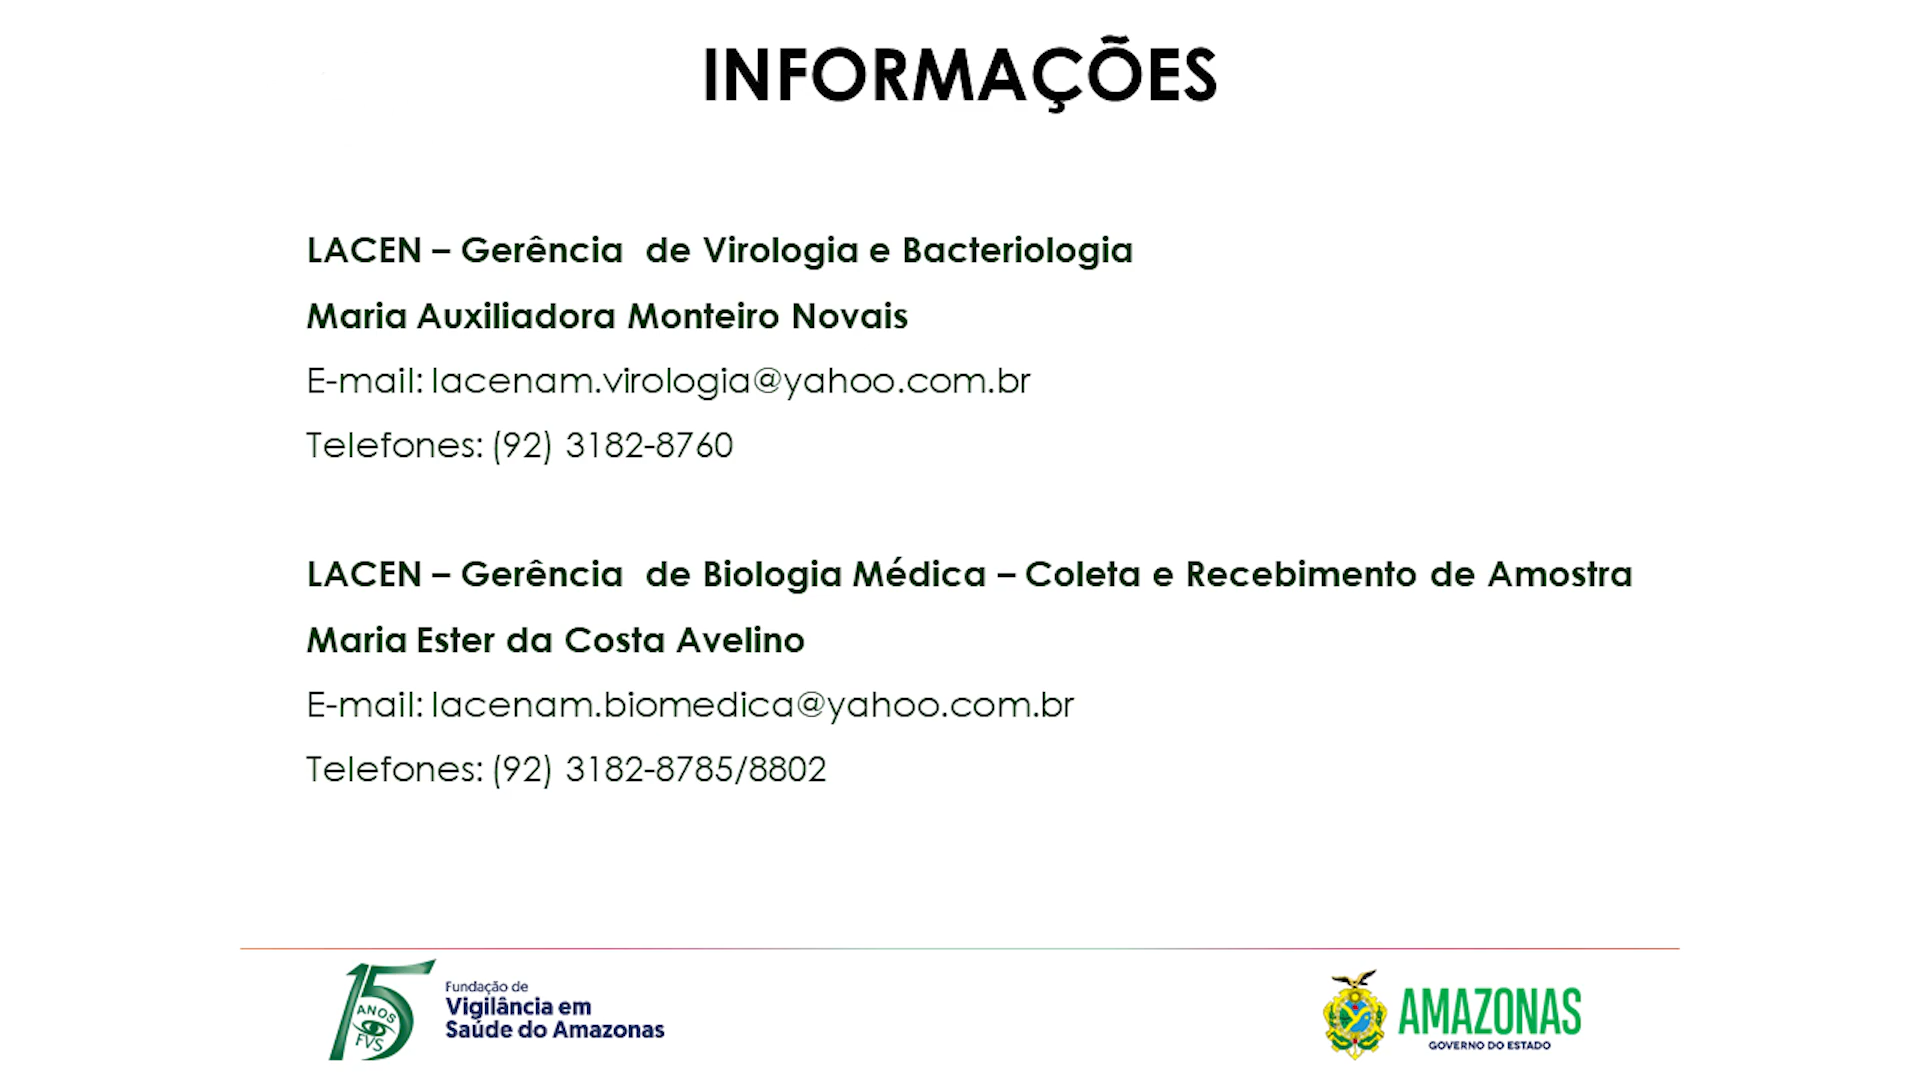 INFORMAÇÕES
LACEN – Gerência de Virologia e Bacteriologia
Maria Auxiliadora Monteiro Novais
E-mail: lacenam.virologia@yahoo.com.br
Telefones: (92) 3182-8760
LACEN – Gerência de Biologia Médica – Coleta e Recebimento de Amostra
Maria Ester da Costa Avelino
E-mail: lacenam.biomedica@yahoo.com.br
Telefones: (92) 3182-8785/8802
15
ANOS
FVS
Fundação de
Vigilância em
Saúde do Amazonas
AMAZONAS
GOVERNO DO ESTADO